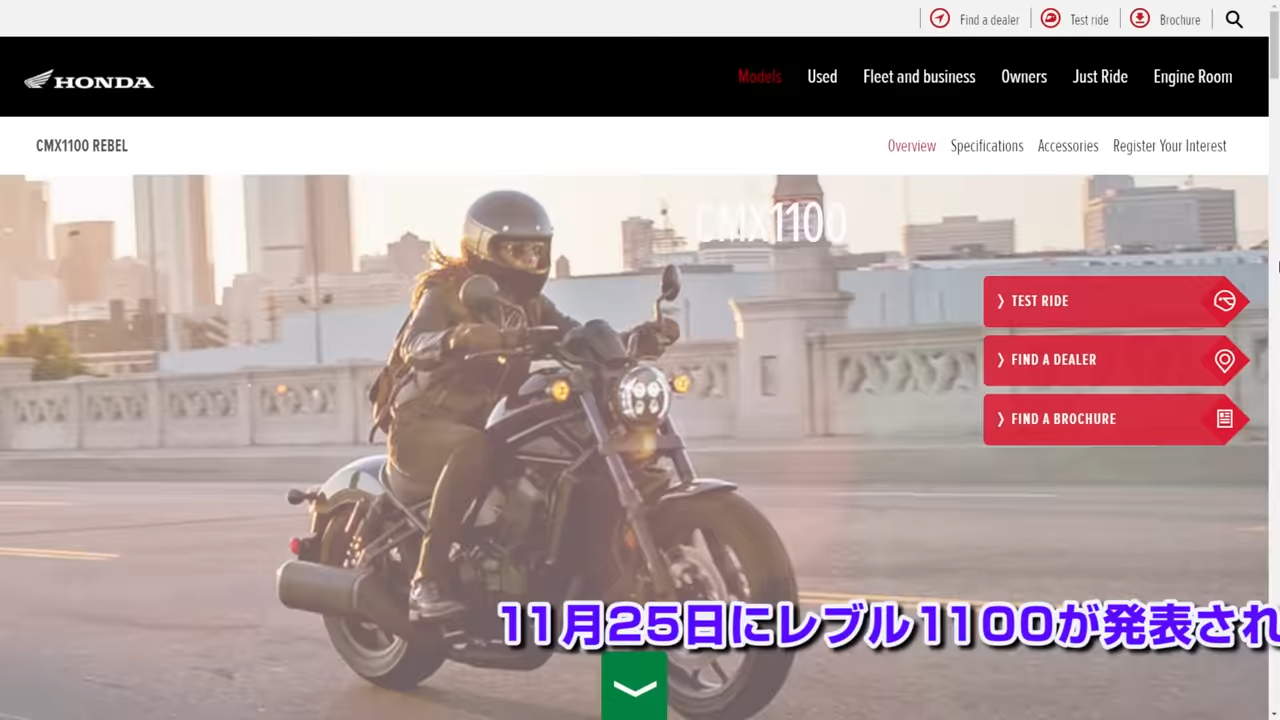 Find a dealer
Test ride
Brochure
HONDA
Models
Used
Fleet and business
Owners
Just Ride
Engine Room
CMX1100 REBEL
Overview
Specifications
Accessories
Register Your Interest
CMX1100
TEST RIDE
FIND A DEALER
FIND A BROCHURE
11月25日にレブル1100が発表され